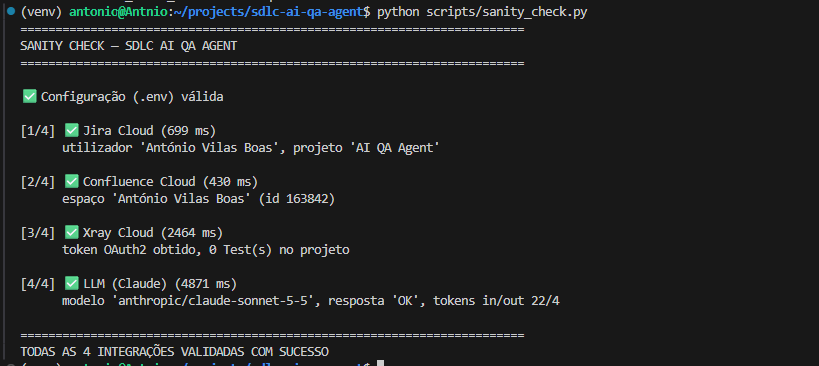 (venv) antonio@Antnio:~/projects/sdlc-ai-qa-agent$ python scripts/sanity_check.py
======================================================================
SANITY CHECK — SDLC AI QA AGENT
======================================================================
✅ Configuração (.env) válida
[1/4] ✅ Jira Cloud (699 ms)
utilizador 'António Vilas Boas', projeto 'AI QA Agent'
[2/4] ✅ Confluence Cloud (430 ms)
espaço 'António Vilas Boas' (id 163842)
[3/4] ✅ Xray Cloud (2464 ms)
token OAuth2 obtido, 0 Test(s) no projeto
[4/4] ✅ LLM (Claude) (4871 ms)
modelo 'anthropic/claude-sonnet-5-5', resposta 'OK', tokens in/out 22/4
======================================================================
TODAS AS 4 INTEGRAÇÕES VALIDADAS COM SUCESSO